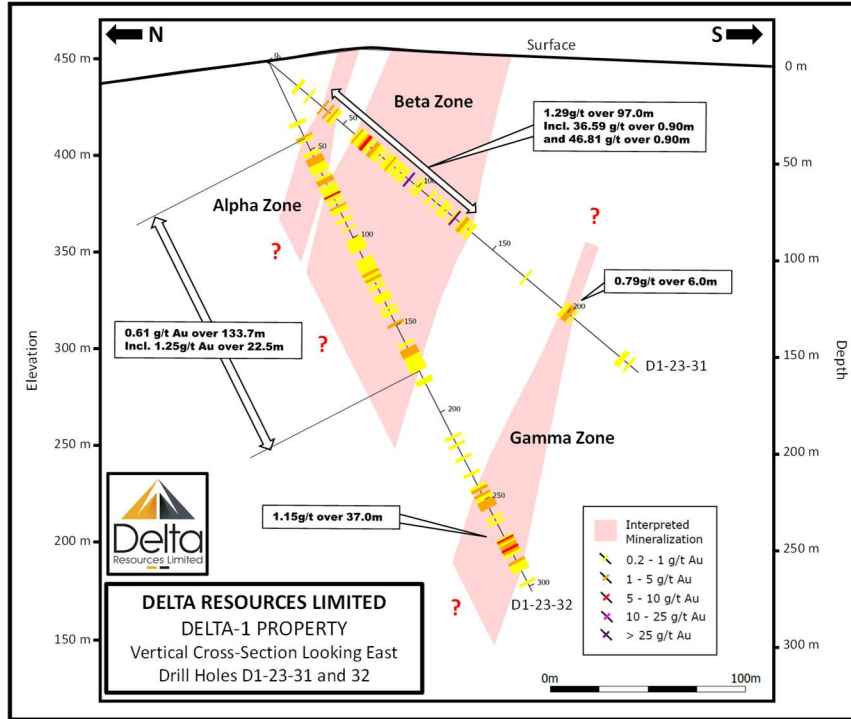 N
S
Surface
450 m
400 m
350 m
300 m
250 m
200 m
150 m
Elevation
0 m
50 m
100 m
150 m
200 m
250 m
300 m
Depth
0
50
100
150
200
50
100
150
200
250
300
Beta Zone
Alpha Zone
Gamma Zone
1.29g/t over 97.0m
Incl. 36.59 g/t over 0.90m
and 46.81 g/t over 0.90m
0.79g/t over 6.0m
0.61 g/t Au over 133.7m
Incl. 1.25g/t Au over 22.5m
1.15g/t over 37.0m
?
?
?
?
D1-23-31
D1-23-32
Delta
Resources Limited
DELTA RESOURCES LIMITED
DELTA-1 PROPERTY
Vertical Cross-Section Looking East
Drill Holes D1-23-31 and 32
Interpreted
Mineralization
0.2 - 1 g/t Au
1 - 5 g/t Au
5 - 10 g/t Au
10 - 25 g/t Au
> 25 g/t Au
0m
100m